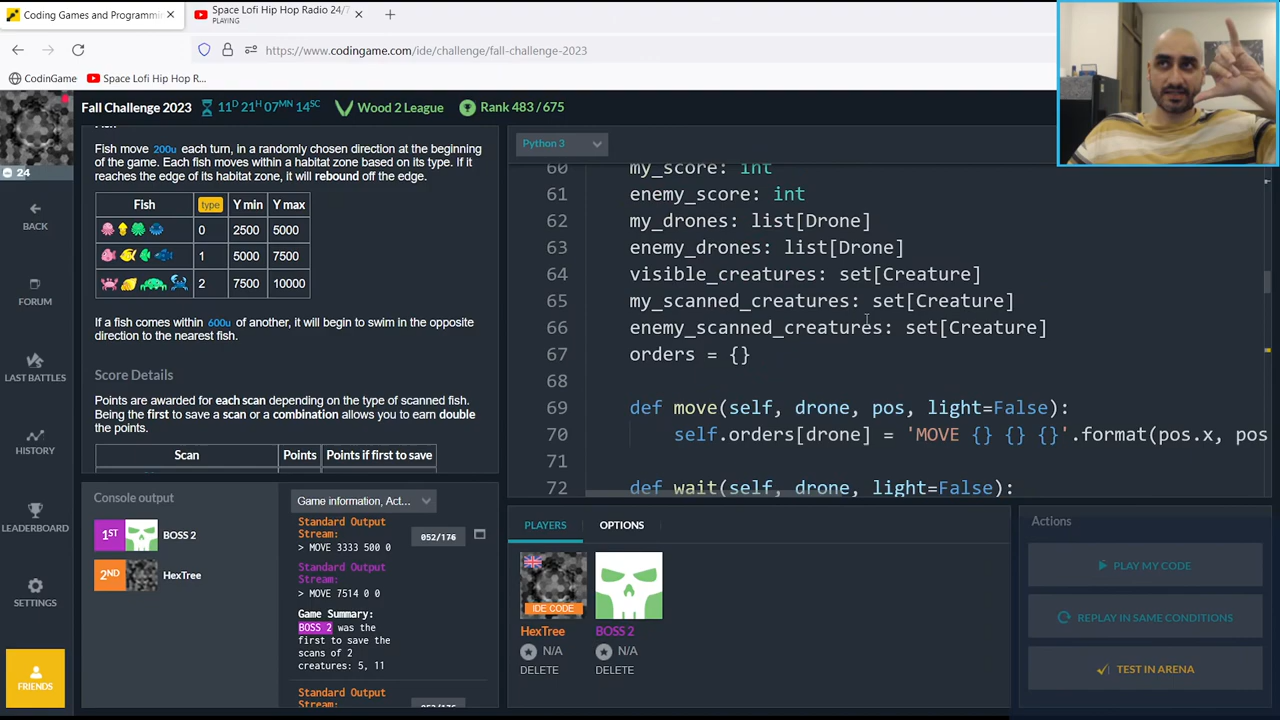 Coding Games and Programmi
Space Lofi Hip Hop Radio 24/7
PLAYING
https://www.codingame.com/ide/challenge/fall-challenge-2023
CodinGame
Space Lofi Hip Hop R...
Fall Challenge 2023
11D 21H 07MN 14SC
Wood 2 League
Rank 483 / 675
24
BACK
FORUM
LAST BATTLES
HISTORY
LEADERBOARD
SETTINGS
FRIENDS
Fish
Fish move 200u each turn, in a randomly chosen direction at the beginning
of the game. Each fish moves within a habitat zone based on its type. If it
reaches the edge of its habitat zone, it will rebound off the edge.
Fish type Y min Y max
0 2500 5000
1 5000 7500
2 7500 10000
If a fish comes within 600u of another, it will begin to swim in the opposite
direction to the nearest fish.
Score Details
Points are awarded for each scan depending on the type of scanned fish.
Being the first to save a scan or a combination allows you to earn double
the points.
Scan Points Points if first to save
Python 3
60 my_score: int
61 enemy_score: int
62 my_drones: list[Drone]
63 enemy_drones: list[Drone]
64 visible_creatures: set[Creature]
65 my_scanned_creatures: set[Creature]
66 enemy_scanned_creatures: set[Creature]
67 orders = {}
68
69 def move(self, drone, pos, light=False):
70 self.orders[drone] = 'MOVE {} {} {}'.format(pos.x, pos
71
72 def wait(self, drone, light=False):
Console output
Game information, Act...
1ST BOSS 2
2ND HexTree
Standard Output
Stream:
> MOVE 3333 500 0
052/176
Standard Output
Stream:
> MOVE 7514 0 0
Game Summary:
BOSS 2 was the
first to save the
scans of 2
creatures: 5, 11
Standard Output
PLAYERS
OPTIONS
IDE CODE
HexTree
N/A
DELETE
BOSS 2
N/A
DELETE
Actions
PLAY MY CODE
REPLAY IN SAME CONDITIONS
TEST IN ARENA